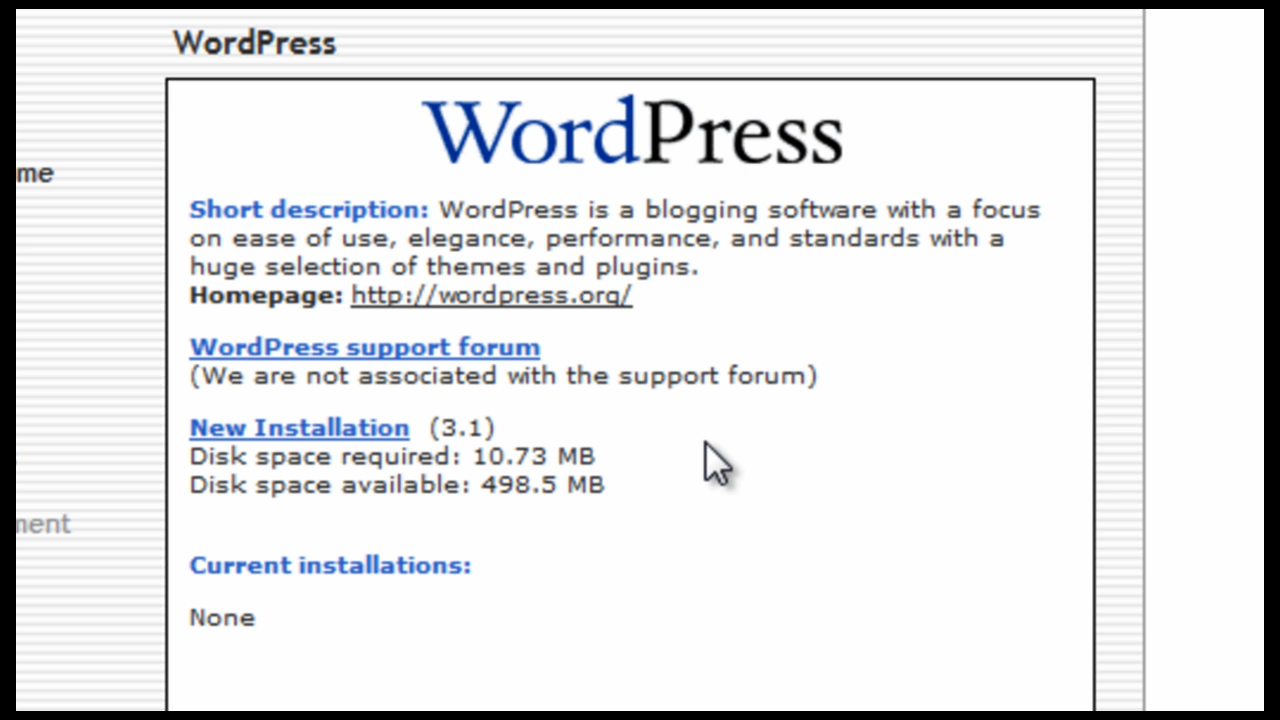 WordPress
WordPress
me
Short description: WordPress is a blogging software with a focus
on ease of use, elegance, performance, and standards with a
huge selection of themes and plugins.
Homepage: http://wordpress.org/
WordPress support forum
(We are not associated with the support forum)
New Installation (3.1)
Disk space required: 10.73 MB
Disk space available: 498.5 MB
ment
Current installations:
None